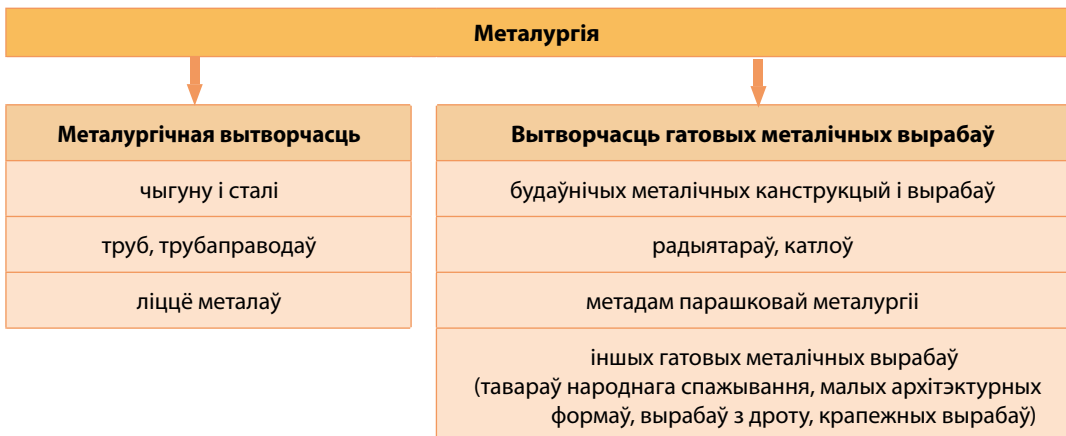 Металургія
Металургічная вытворчасць
чыгуну і сталі
труб, трубаправодаў
ліццё металаў
Вытворчасць гатовых металічных вырабаў
будаўнічых металічных канструкцый і вырабаў
радыятараў, катлоў
метадам парашковай металургіі
іншых гатовых металічных вырабаў
(тавараў народнага спажывання, малых архітэктурных
формаў, вырабаў з дроту, крапежных вырабаў)